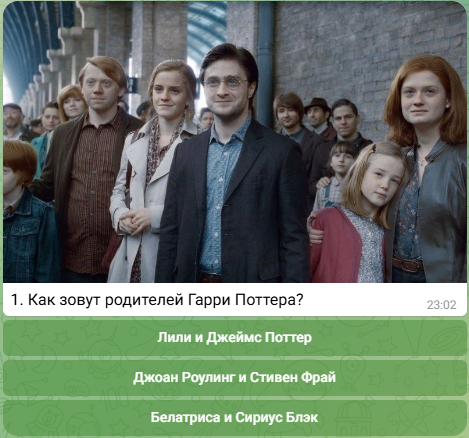 1. Как зовут родителей Гарри Поттера?
23:02
Лили и Джеймс Поттер
Джоан Роулинг и Стивен Фрай
Белатриса и Сириус Блэк